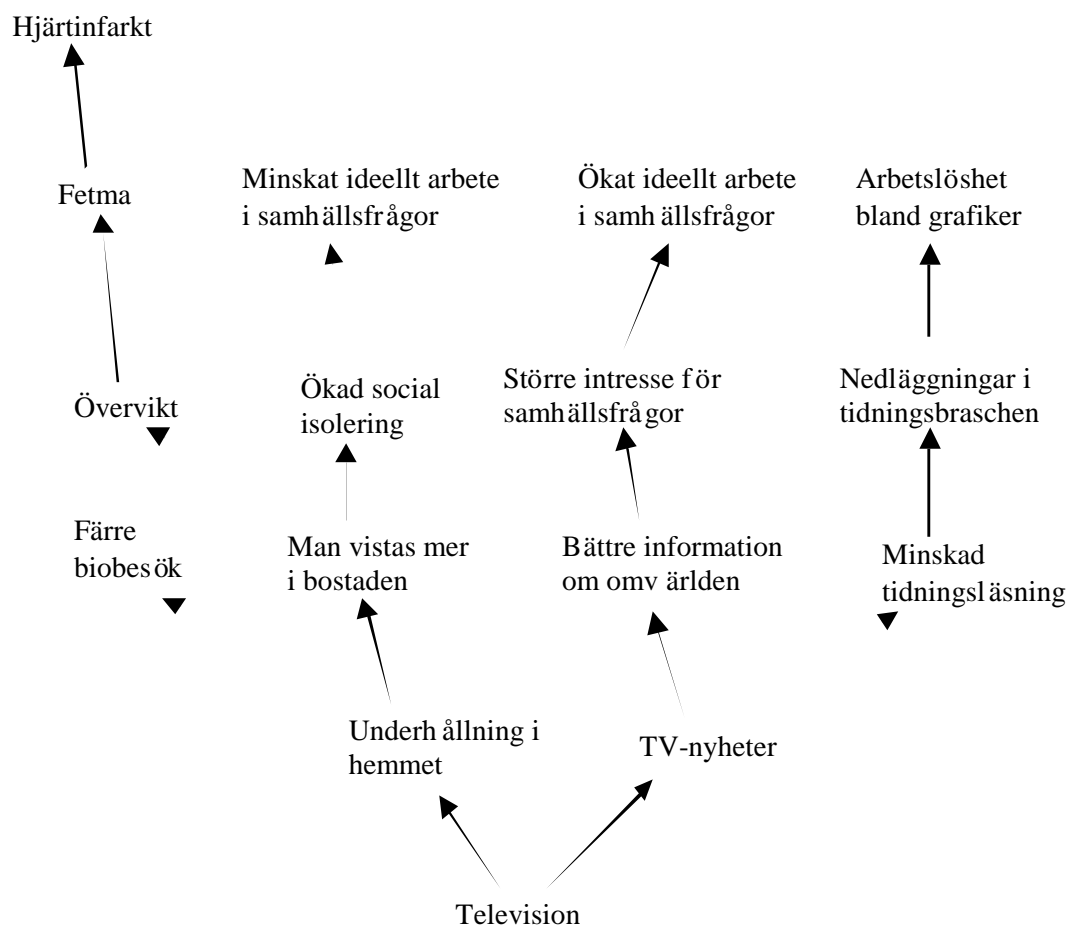 Hjärtinfarkt
Fetma
Minskat ideellt arbete
i samhällsfrågor
Ökat ideellt arbete
i samhällsfrågor
Arbetslöshet
bland grafiker
Övervikt
Ökad social
isolering
Större intresse för
samhällsfrågor
Nedläggningar i
tidningsbraschen
Färre
biobesök
Man vistas mer
i bostaden
Bättre information
om omvärlden
Minskad
tidningsläsning
Underhållning i
hemmet
TV-nyheter
Television